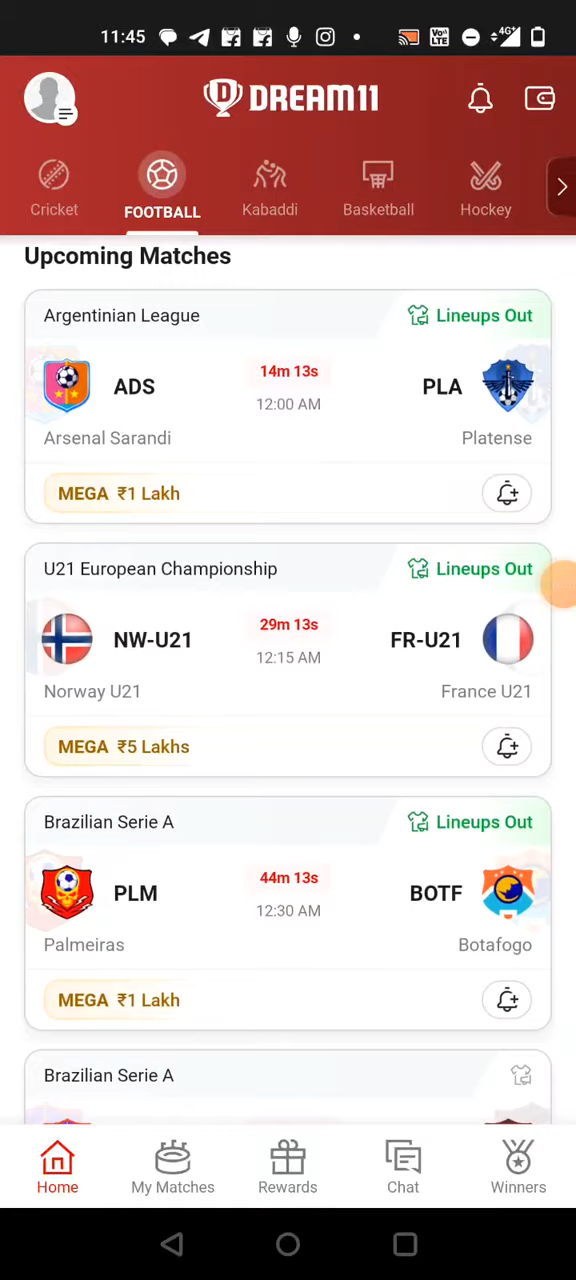 11:45 Vo)) LTE 4G+
DREAM11
Cricket FOOTBALL Kabaddi Basketball Hockey
Upcoming Matches
Argentinian League Lineups Out
14m 13s
ADS PLA
12:00 AM
Arsenal Sarandi Platense
MEGA ₹1 Lakh
U21 European Championship Lineups Out
29m 13s
NW-U21 FR-U21
12:15 AM
Norway U21 France U21
MEGA ₹5 Lakhs
Brazilian Serie A Lineups Out
44m 13s
PLM BOTF
12:30 AM
Palmeiras Botafogo
MEGA ₹1 Lakh
Brazilian Serie A
Home My Matches Rewards Chat Winners